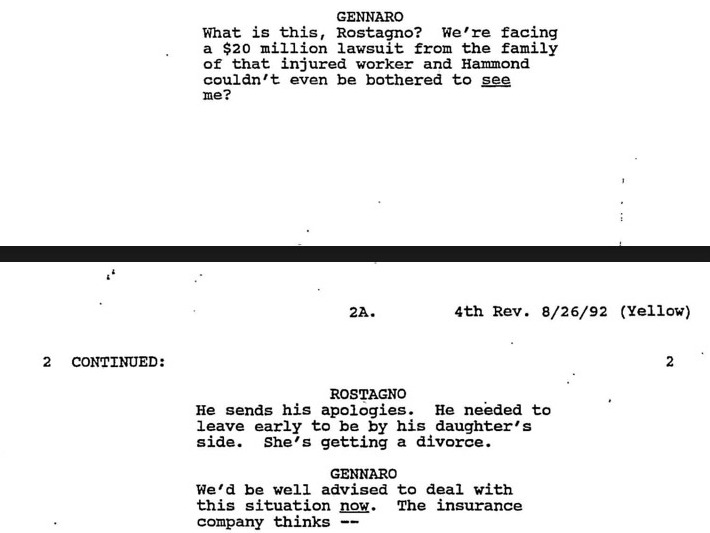 GENNARO
What is this, Rostagno? We're facing
a $20 million lawsuit from the family
of that injured worker and Hammond
couldn't even be bothered to see
me?
2A. 4th Rev. 8/26/92 (Yellow)
2 CONTINUED: 2
ROSTAGNO
He sends his apologies. He needed to
leave early to be by his daughter's
side. She's getting a divorce.
GENNARO
We'd be well advised to deal with
this situation now. The insurance
company thinks --